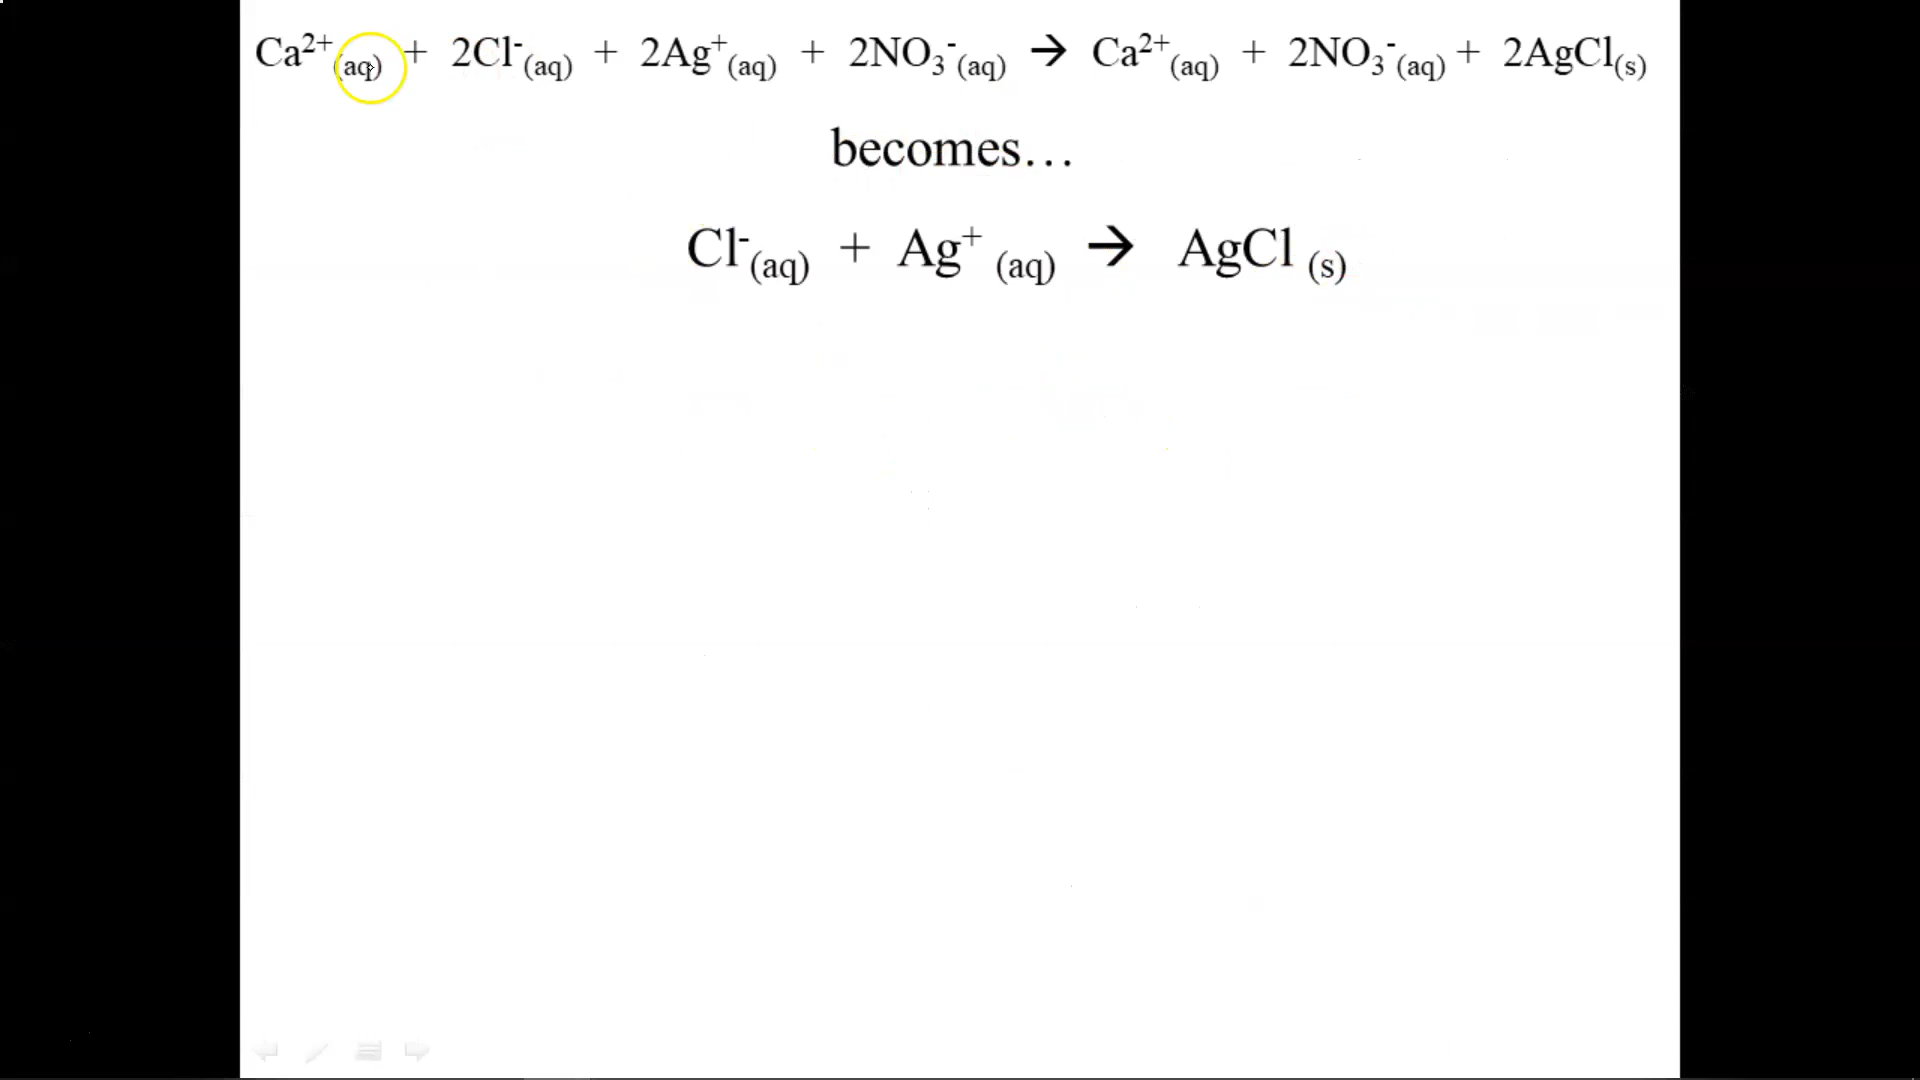 Ca²⁺(aq) + 2Cl⁻(aq) + 2Ag⁺(aq) + 2NO₃⁻(aq) → Ca²⁺(aq) + 2NO₃⁻(aq) + 2AgCl(s)
becomes…
Cl⁻(aq) + Ag⁺ (aq) → AgCl (s)